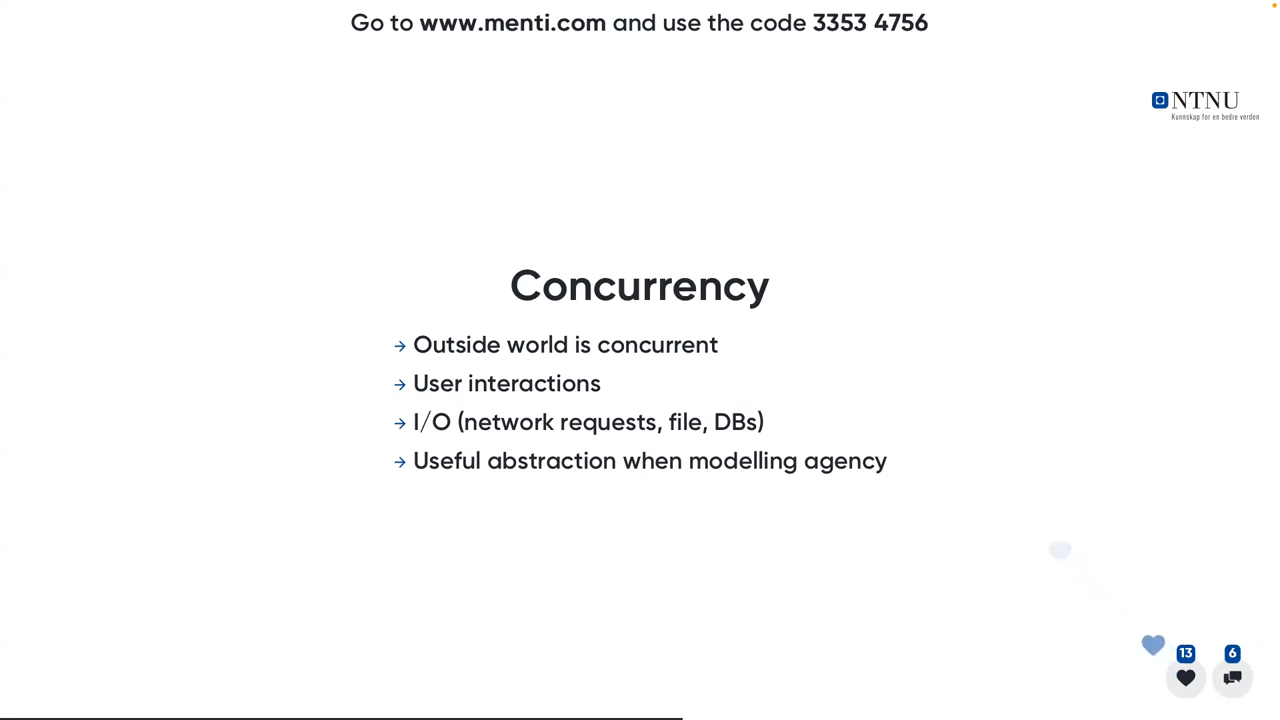 Go to www.menti.com and use the code 3353 4756
NTNU
Kunnskap for en bedre verden
Concurrency
→ Outside world is concurrent
→ User interactions
→ I/O (network requests, file, DBs)
→ Useful abstraction when modelling agency
13 6